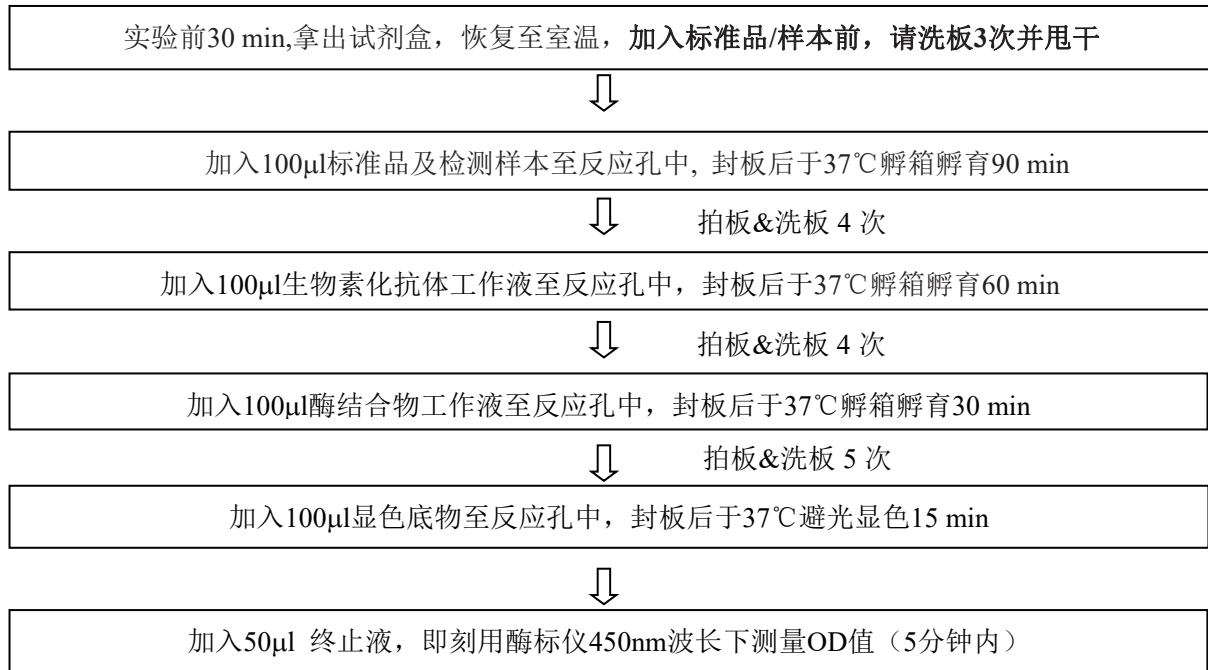 实验前30 min,拿出试剂盒，恢复至室温，加入标准品/样本前，请洗板3次并甩干
加入100μl标准品及检测样本至反应孔中, 封板后于37℃孵箱孵育90 min
拍板&洗板 4 次
加入100μl生物素化抗体工作液至反应孔中，封板后于37℃孵箱孵育60 min
拍板&洗板 4 次
加入100μl酶结合物工作液至反应孔中，封板后于37℃孵箱孵育30 min
拍板&洗板 5 次
加入100μl显色底物至反应孔中，封板后于37℃避光显色15 min
加入50μl 终止液，即刻用酶标仪450nm波长下测量OD值（5分钟内）